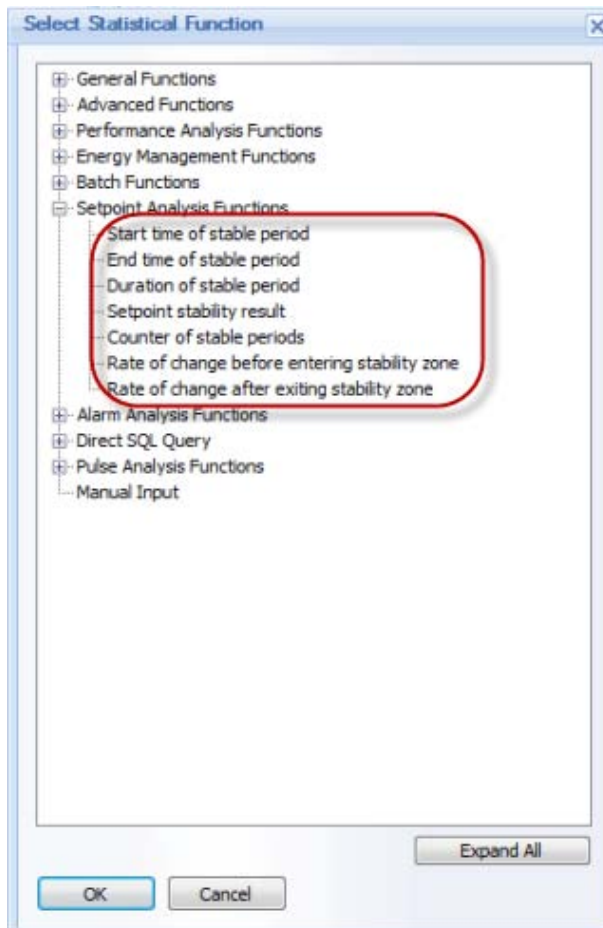 Select Statistical Function
General Functions
Advanced Functions
Performance Analysis Functions
Energy Management Functions
Batch Functions
Setpoint Analysis Functions
Start time of stable period
End time of stable period
Duration of stable period
Setpoint stability result
Counter of stable periods
Rate of change before entering stability zone
Rate of change after exiting stability zone
Alarm Analysis Functions
Direct SQL Query
Pulse Analysis Functions
Manual Input
Expand All
OK Cancel